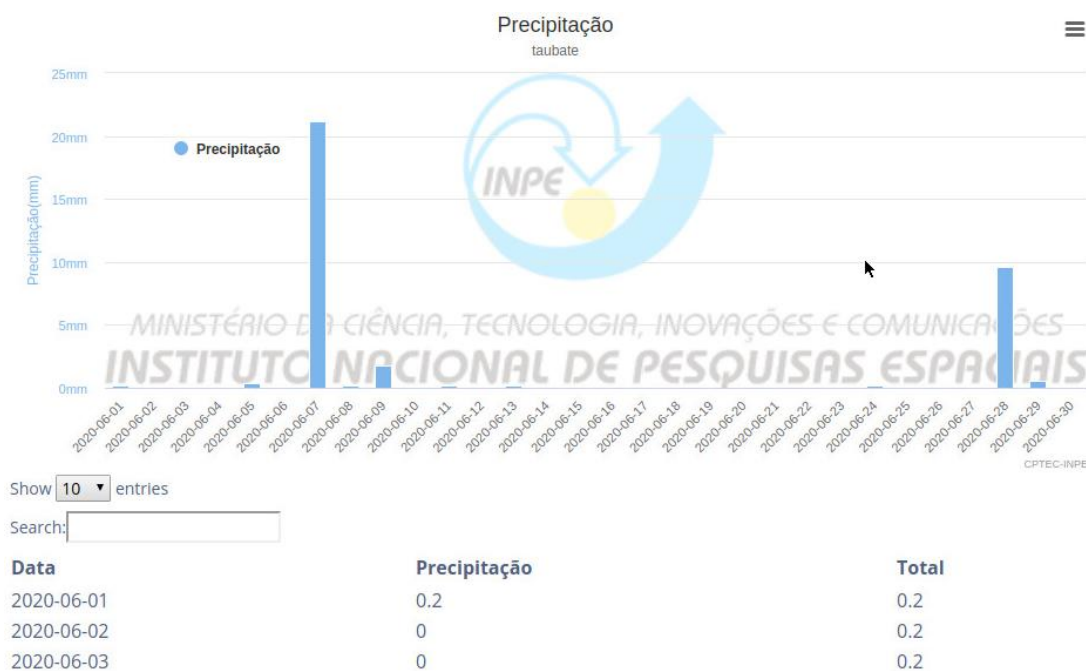 Precipitação
taubate
25mm
20mm
15mm
10mm
5mm
0mm
Precipitação(mm)
Precipitação
INPE
MINISTÉRIO DA CIÊNCIA, TECNOLOGIA, INOVAÇÕES E COMUNICAÇÕES
INSTITUTO NACIONAL DE PESQUISAS ESPACIAIS
2020-06-01
2020-06-02
2020-06-03
2020-06-04
2020-06-05
2020-06-06
2020-06-07
2020-06-08
2020-06-09
2020-06-10
2020-06-11
2020-06-12
2020-06-13
2020-06-14
2020-06-15
2020-06-16
2020-06-17
2020-06-18
2020-06-19
2020-06-20
2020-06-21
2020-06-22
2020-06-23
2020-06-24
2020-06-25
2020-06-26
2020-06-27
2020-06-28
2020-06-29
2020-06-30
CPTEC-INPE
Show 10 entries
Search:
Data Precipitação Total
2020-06-01 0.2 0.2
2020-06-02 0 0.2
2020-06-03 0 0.2